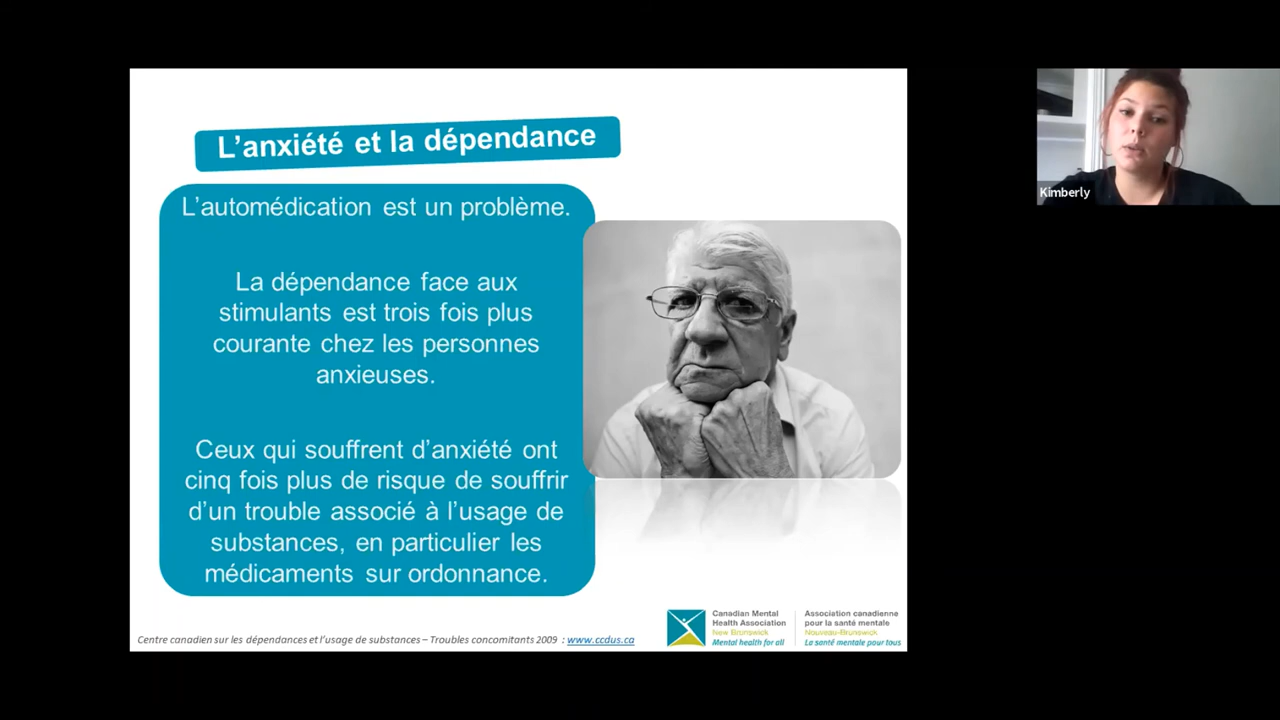 L'anxiété et la dépendance
L'automédication est un problème.
La dépendance face aux
stimulants est trois fois plus
courante chez les personnes
anxieuses.
Ceux qui souffrent d'anxiété ont
cinq fois plus de risque de souffrir
d'un trouble associé à l'usage de
substances, en particulier les
médicaments sur ordonnance.
Centre canadien sur les dépendances et l'usage de substances – Troubles concomitants 2009 : www.ccdus.ca
Canadian Mental
Health Association
New Brunswick
Mental health for all
Association canadienne
pour la santé mentale
Nouveau-Brunswick
La santé mentale pour tous
Kimberly